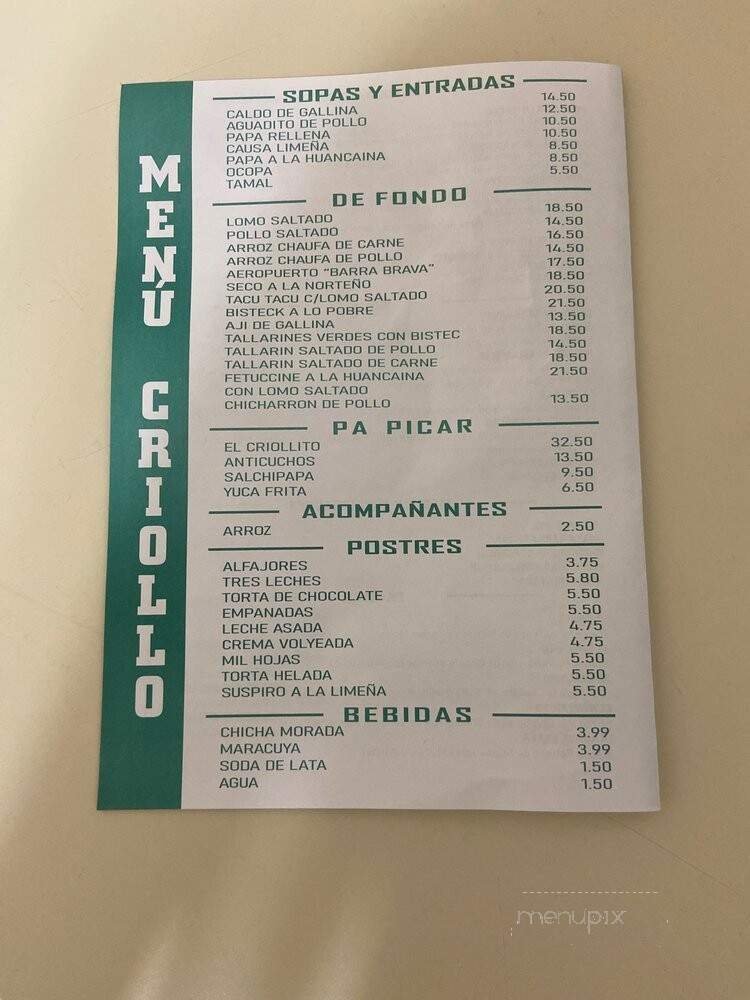 MENÚ CRIOLLO
SOPAS Y ENTRADAS
CALDO DE GALLINA 14.50
AGUADITO DE POLLO 12.50
PAPA RELLENA 10.50
CAUSA LIMEÑA 10.50
PAPA A LA HUANCAINA 8.50
OCOPA 8.50
TAMAL 5.50
DE FONDO
LOMO SALTADO 18.50
POLLO SALTADO 14.50
ARROZ CHAUFA DE CARNE 16.50
ARROZ CHAUFA DE POLLO 14.50
AEROPUERTO "BARRA BRAVA" 17.50
SECO A LA NORTEÑO 18.50
TACU TACU C/LOMO SALTADO 20.50
BISTECK A LO POBRE 21.50
AJI DE GALLINA 13.50
TALLARINES VERDES CON BISTEC 18.50
TALLARIN SALTADO DE POLLO 14.50
TALLARIN SALTADO DE CARNE 18.50
FETUCCINE A LA HUANCAINA 21.50
CON LOMO SALTADO
CHICHARRON DE POLLO 13.50
PA PICAR
EL CRIOLLITO 32.50
ANTICUCHOS 13.50
SALCHIPAPA 9.50
YUCA FRITA 6.50
ACOMPAÑANTES
ARROZ 2.50
POSTRES
ALFAJORES 3.75
TRES LECHES 5.80
TORTA DE CHOCOLATE 5.50
EMPANADAS 5.50
LECHE ASADA 4.75
CREMA VOLYEADA 4.75
MIL HOJAS 5.50
TORTA HELADA 5.50
SUSPIRO A LA LIMEÑA 5.50
BEBIDAS
CHICHA MORADA 3.99
MARACUYA 3.99
SODA DE LATA 1.50
AGUA 1.50
menupix